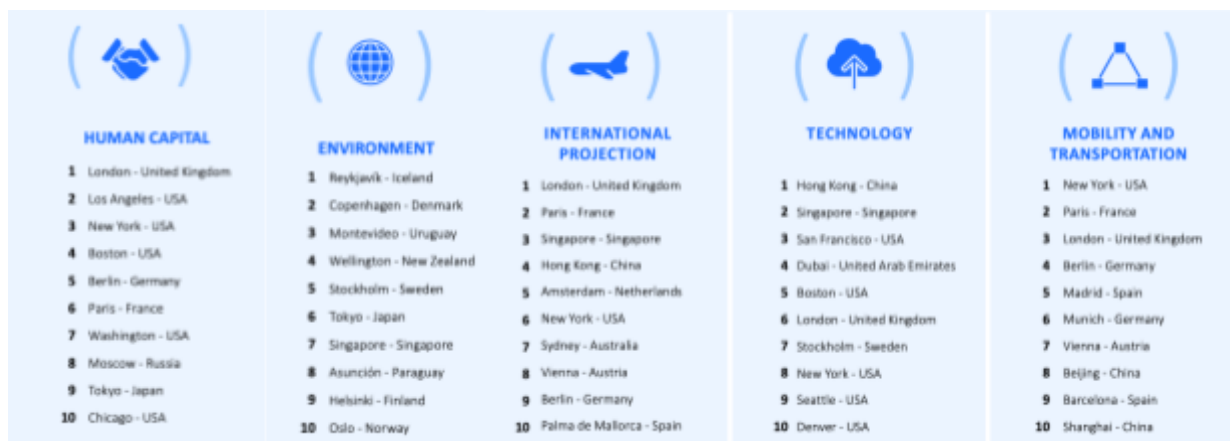 HUMAN CAPITAL
1 London - United Kingdom
2 Los Angeles - USA
3 New York - USA
4 Boston - USA
5 Berlin - Germany
6 Paris - France
7 Washington - USA
8 Moscow - Russia
9 Tokyo - Japan
10 Chicago - USA
ENVIRONMENT
1 Reykjavík - Iceland
2 Copenhagen - Denmark
3 Montevideo - Uruguay
4 Wellington - New Zealand
5 Stockholm - Sweden
6 Tokyo - Japan
7 Singapore - Singapore
8 Asunción - Paraguay
9 Helsinki - Finland
10 Oslo - Norway
INTERNATIONAL
PROJECTION
1 London - United Kingdom
2 Paris - France
3 Singapore - Singapore
4 Hong Kong - China
5 Amsterdam - Netherlands
6 New York - USA
7 Sydney - Australia
8 Vienna - Austria
9 Berlin - Germany
10 Palma de Mallorca - Spain
TECHNOLOGY
1 Hong Kong - China
2 Singapore - Singapore
3 San Francisco - USA
4 Dubai - United Arab Emirates
5 Boston - USA
6 London - United Kingdom
7 Stockholm - Sweden
8 New York - USA
9 Seattle - USA
10 Denver - USA
MOBILITY AND
TRANSPORTATION
1 New York - USA
2 Paris - France
3 London - United Kingdom
4 Berlin - Germany
5 Madrid - Spain
6 Munich - Germany
7 Vienna - Austria
8 Beijing - China
9 Barcelona - Spain
10 Shanghai - China